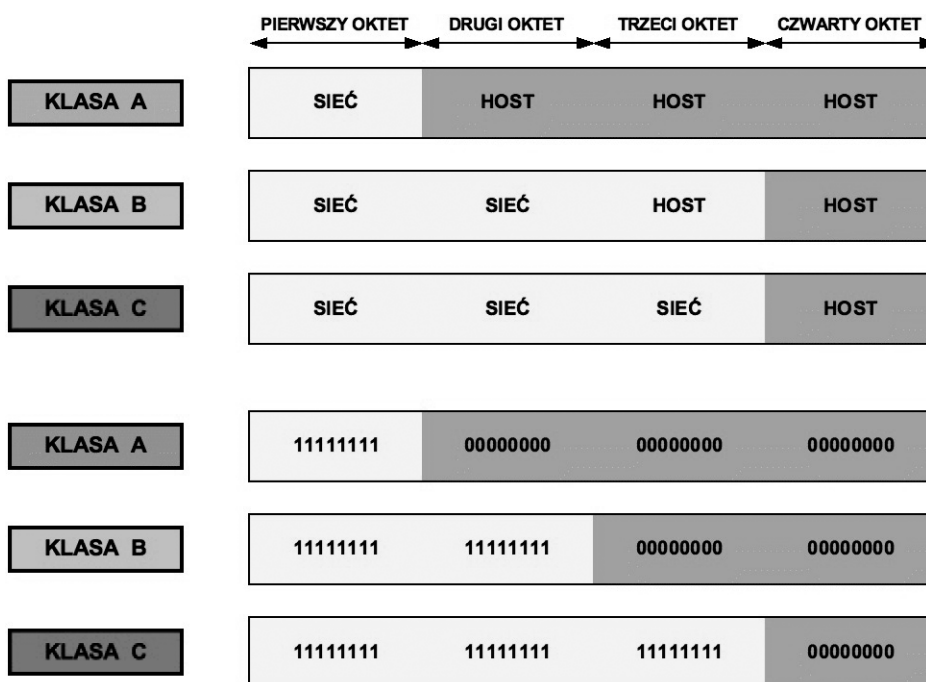 PIERWSZY OKTET DRUGI OKTET TRZECI OKTET CZWARTY OKTET
KLASA A SIEĆ HOST HOST HOST
KLASA B SIEĆ SIEĆ HOST HOST
KLASA C SIEĆ SIEĆ SIEĆ HOST
KLASA A 11111111 00000000 00000000 00000000
KLASA B 11111111 11111111 00000000 00000000
KLASA C 11111111 11111111 11111111 00000000